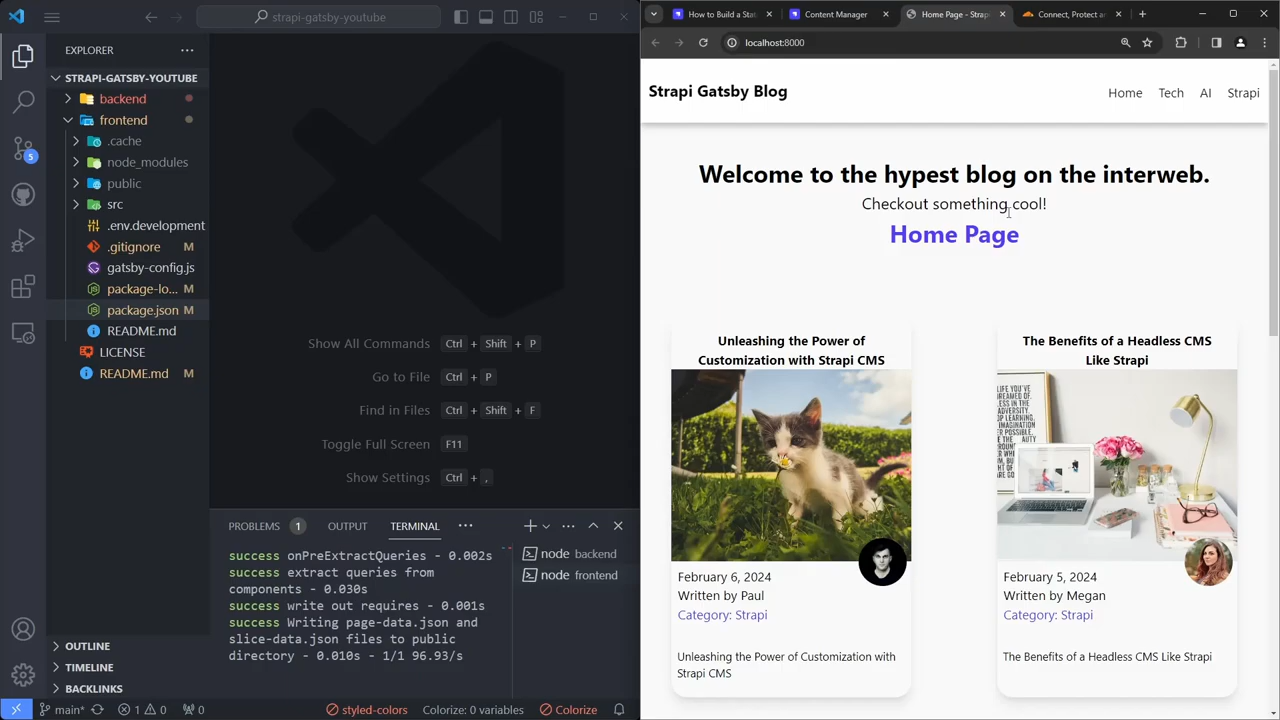 strapi-gatsby-youtube
EXPLORER
STRAPI-GATSBY-YOUTUBE
backend
frontend
.cache
node_modules
public
src
.env.development
.gitignore M
gatsby-config.js
package-lo... M
package.json M
README.md
LICENSE
README.md M
OUTLINE
TIMELINE
BACKLINKS
Show All Commands Ctrl + Shift + P
Go to File Ctrl + P
Find in Files Ctrl + Shift + F
Toggle Full Screen F11
Show Settings Ctrl + ,
PROBLEMS 1 OUTPUT TERMINAL
success onPreExtractQueries - 0.002s
success extract queries from
components - 0.030s
success write out requires - 0.001s
success Writing page-data.json and
slice-data.json files to public
directory - 0.010s - 1/1 96.93/s
node backend
node frontend
main* 1 0 0 styled-colors Colorize: 0 variables Colorize
How to Build a Stat
Content Manager
Home Page - Strapi
Connect, Protect an
localhost:8000
Strapi Gatsby Blog
Home Tech AI Strapi
Welcome to the hypest blog on the interweb.
Checkout something cool!
Home Page
Unleashing the Power of
Customization with Strapi CMS
February 6, 2024
Written by Paul
Category: Strapi
Unleashing the Power of Customization with
Strapi CMS
The Benefits of a Headless CMS
Like Strapi
February 5, 2024
Written by Megan
Category: Strapi
The Benefits of a Headless CMS Like Strapi